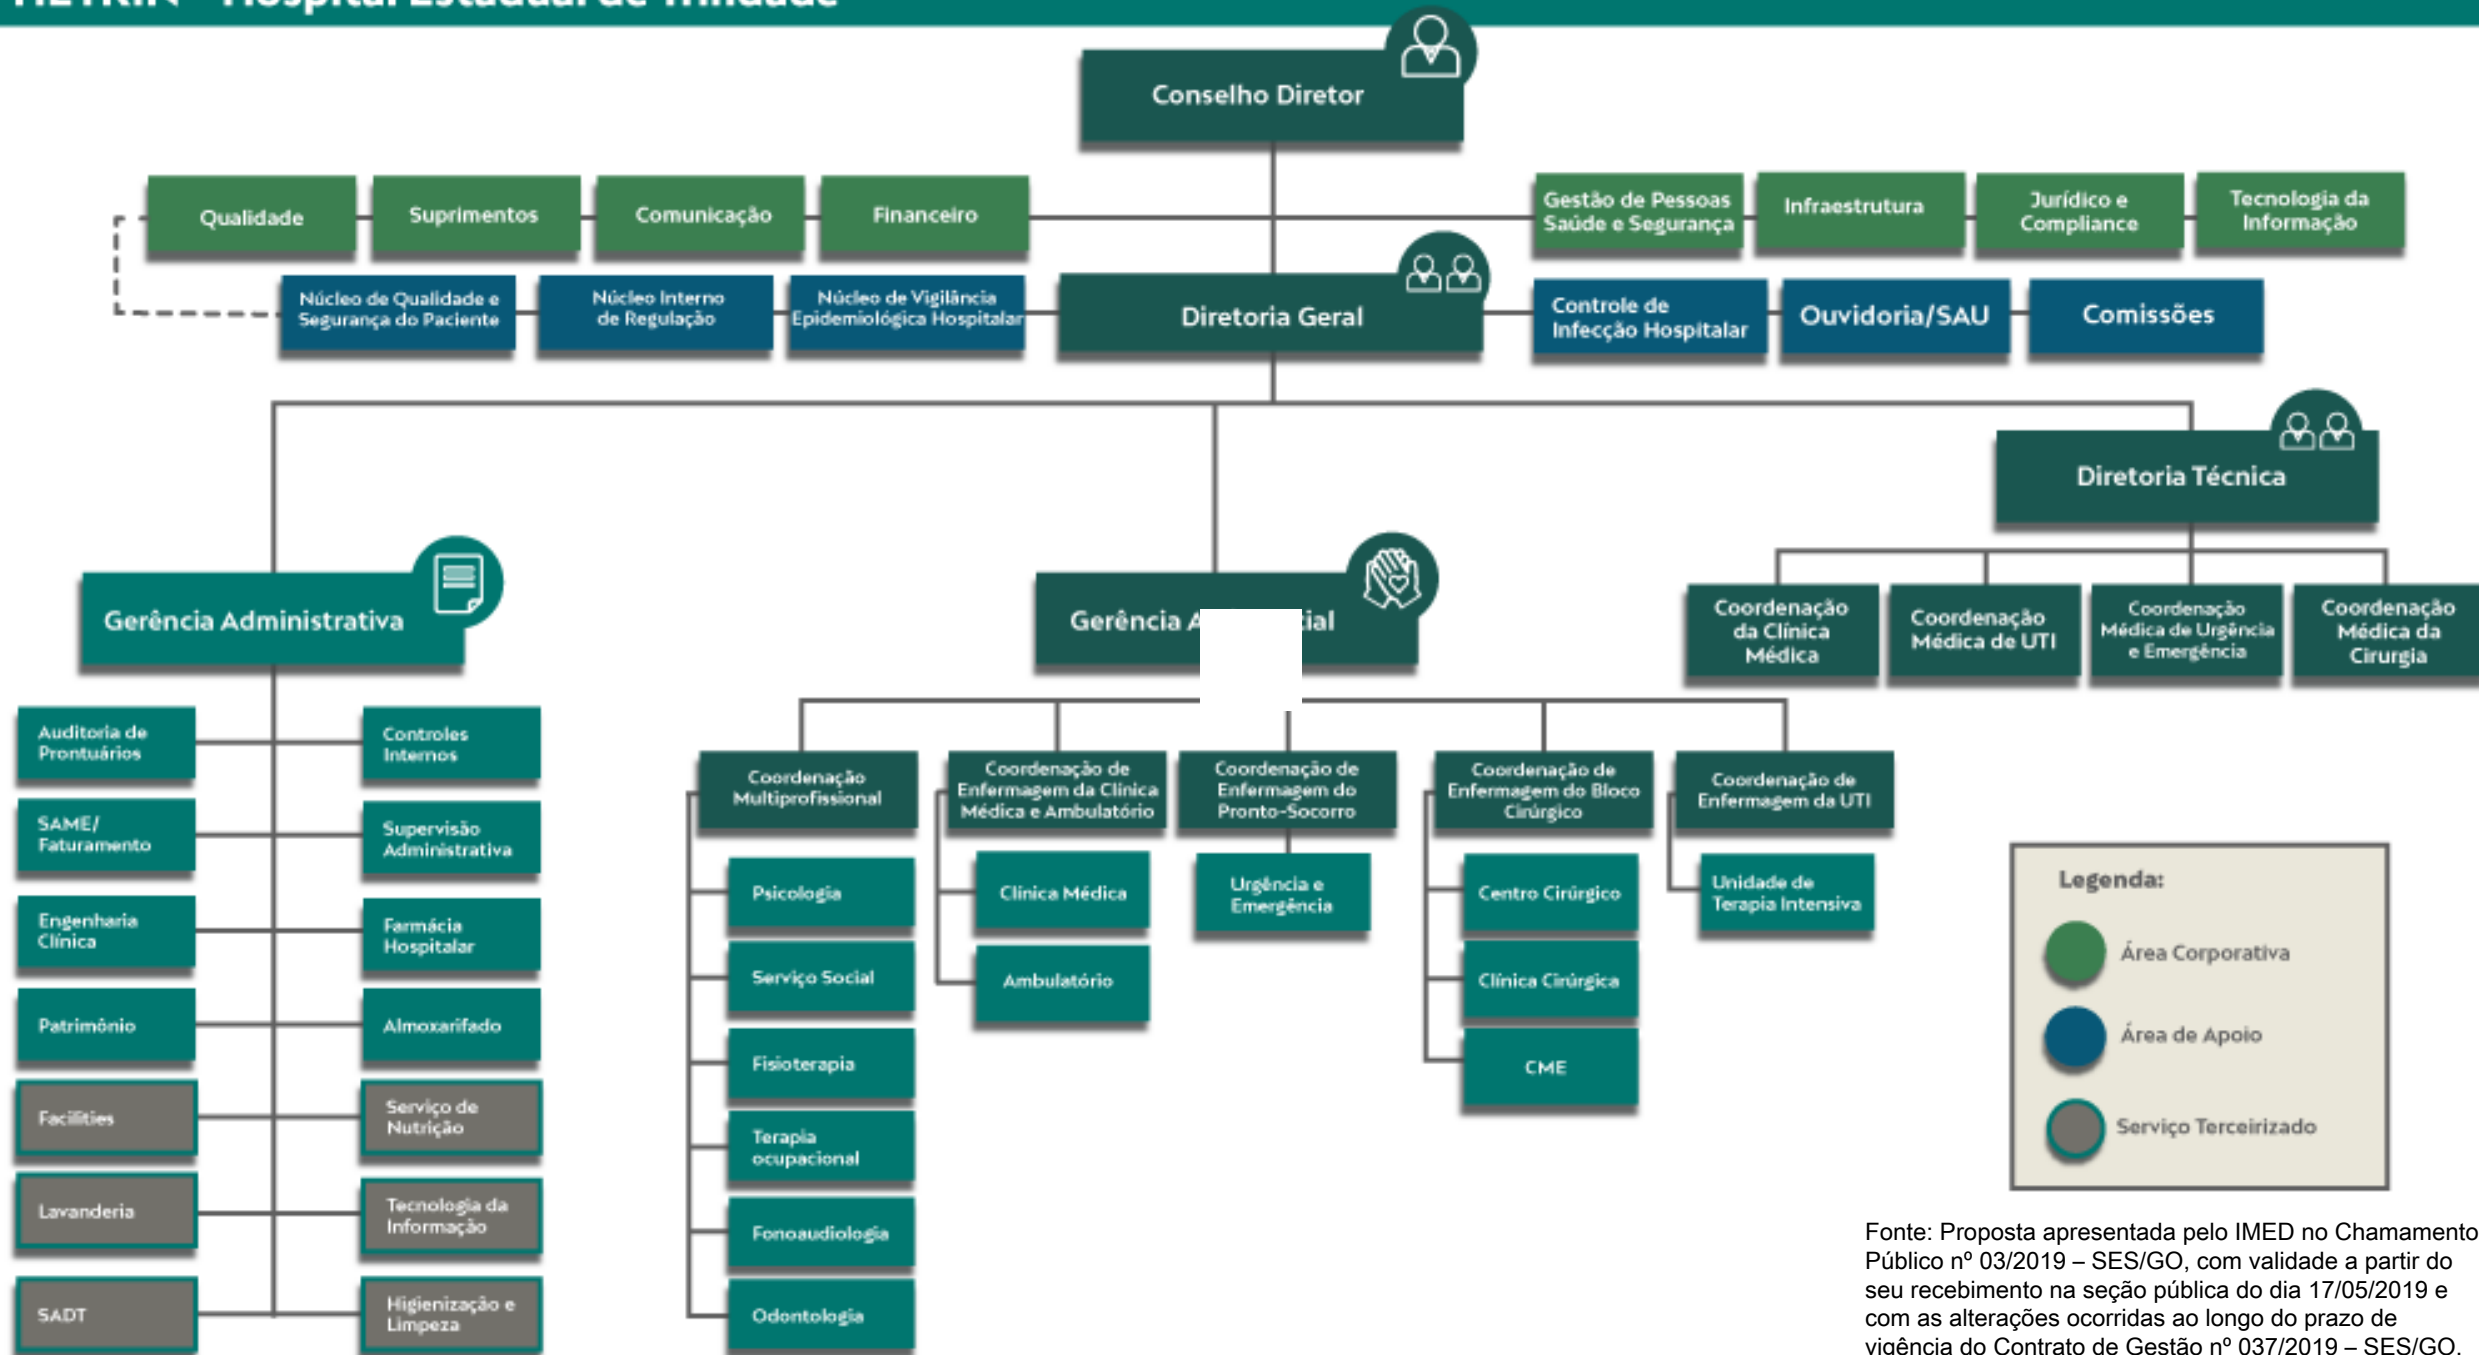 Hospital Estadual de Trindade
Conselho Diretor
Qualidade
Suprimentos
Comunicação
Financeiro
Gestão de Pessoas
Saúde e Segurança
Infraestrutura
Jurídico e
Compliance
Tecnologia da
Informação
Núcleo de Qualidade e
Segurança do Paciente
Núcleo Interno
de Regulação
Núcleo de Vigilância
Epidemiológica Hospitalar
Diretoria Geral
Controle de
Infecção Hospitalar
Ouvidoria/SAU
Comissões
Diretoria Técnica
Gerência Administrativa
Gerência
Coordenação
da Clínica
Médica
Coordenação
Médica de UTI
Coordenação
Médica de Urgência
e Emergência
Coordenação
Médica da
Cirurgia
Auditoria de
Prontuários
Controles
Internos
SAME/
Faturamento
Supervisão
Administrativa
Engenharia
Clínica
Farmácia
Hospitalar
Patrimônio
Almoxarifado
Facilities
Serviço de
Nutrição
Lavanderia
Tecnologia da
Informação
SADT
Higienização e
Limpeza
Coordenação
Multiprofissional
Psicologia
Serviço Social
Fisioterapia
Terapia
ocupacional
Fonoaudiologia
Odontologia
Coordenação de
Enfermagem da Clínica
Médica e Ambulatório
Clínica Médica
Ambulatório
Coordenação de
Enfermagem do
Pronto-Socorro
Urgência e
Emergência
Coordenação de
Enfermagem do Bloco
Cirúrgico
Centro Cirúrgico
Clínica Cirúrgica
CME
Coordenação de
Enfermagem da UTI
Unidade de
Terapia Intensiva
Legenda:
Área Corporativa
Área de Apoio
Serviço Terceirizado
Fonte: Proposta apresentada pelo IMED no Chamamento
Público nº 03/2019 – SES/GO, com validade a partir do
seu recebimento na seção pública do dia 17/05/2019 e
com as alterações ocorridas ao longo do prazo de
vigência do Contrato de Gestão nº 037/2019 – SES/GO.